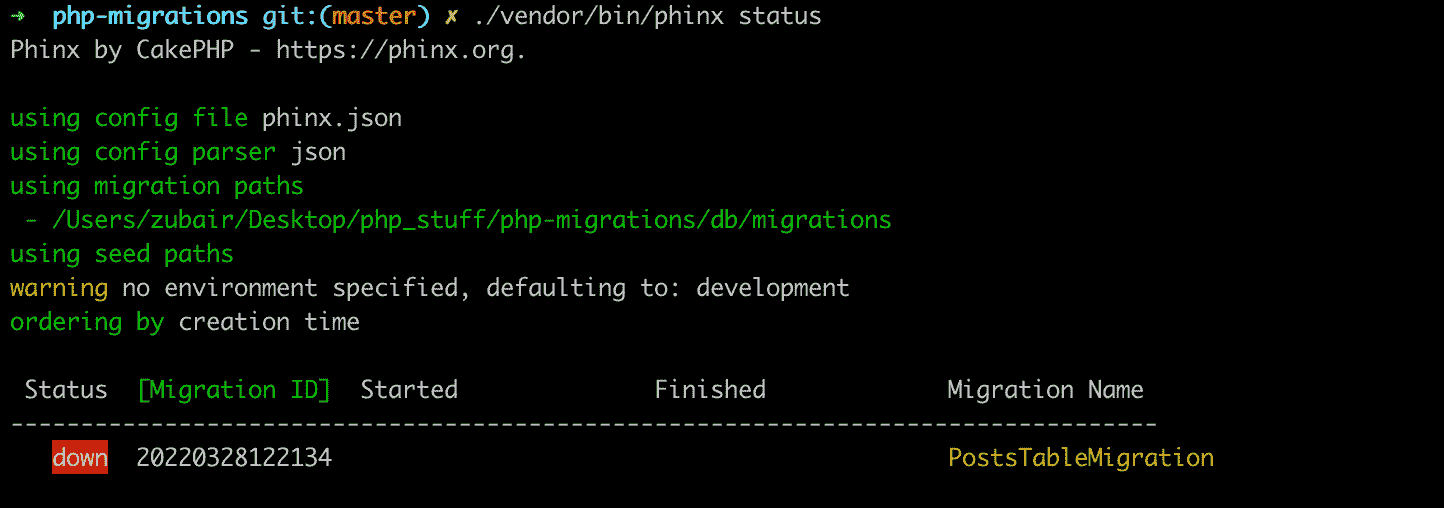 ➜  php-migrations git:(master) ✗ ./vendor/bin/phinx status
Phinx by CakePHP - https://phinx.org.

using config file phinx.json
using config parser json
using migration paths
 - /Users/zubair/Desktop/php_stuff/php-migrations/db/migrations
using seed paths
warning no environment specified, defaulting to: development
ordering by creation time

 Status  [Migration ID]  Started              Finished             Migration Name
----------------------------------------------------------------------------------
   down  20220328122134                                            PostsTableMigration